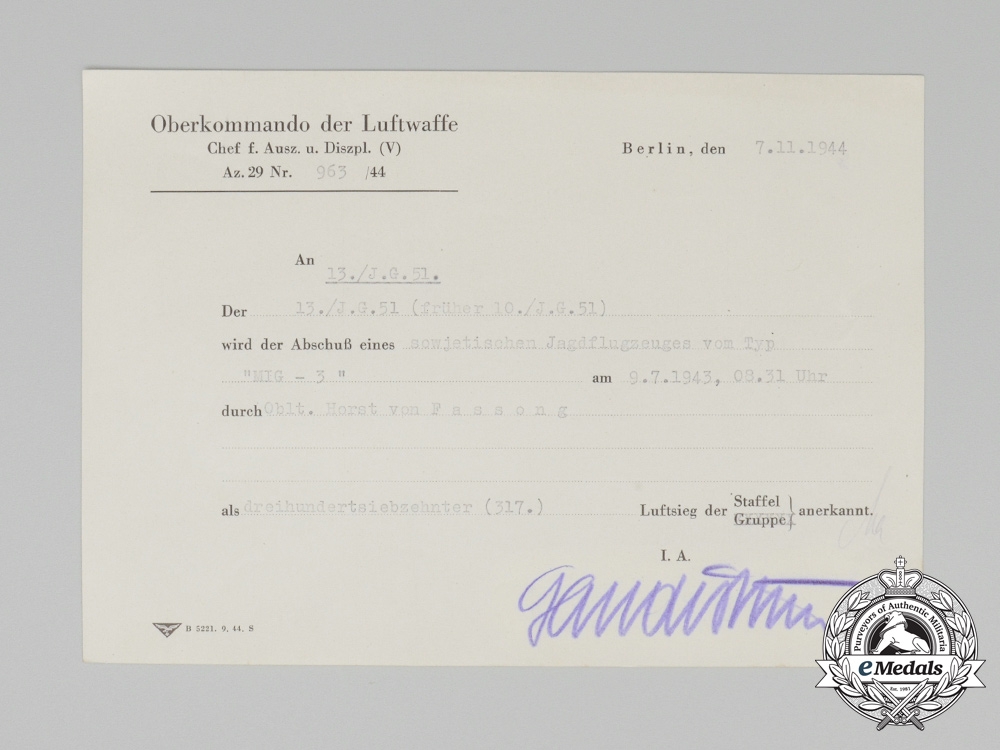 Oberkommando der Luftwaffe
Chef f. Ausz. u. Diszpl. (V)
Az. 29 Nr. 963 /44
Berlin, den 7.11.1944
An
13./J.G.51.
Der 13./J.G.51 (früher 10./J.G.51)
wird der Abschuß eines sowjetischen Jagdflugzeuges vom Typ
"MIG - 3 " am 9.7.1943, 08.31 Uhr
durch Oblt. Horst von F a s s o n g
als dreihundertsiebzehnter (317.) Luftsieg der Staffel anerkannt.
Gruppe
I. A.
B 5221. 9. 44. S
Purveyors of Authentic Militaria
eMedals
Est. 1967